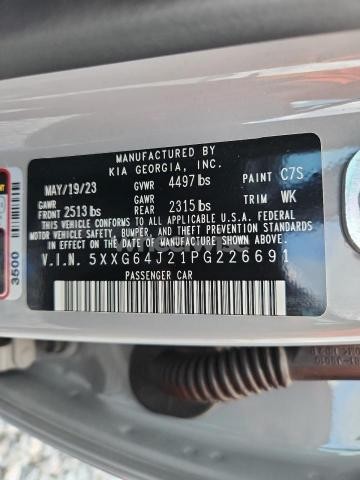 MANUFACTURED BY
KIA GEORGIA, INC.
MAY/19/23 GVWR 4497 lbs PAINT C7S
GAWR FRONT 2513 lbs GAWR REAR 2315 lbs TRIM WK
THIS VEHICLE CONFORMS TO ALL APPLICABLE U.S.A. FEDERAL
MOTOR VEHICLE SAFETY, BUMPER, AND THEFT PREVENTION STANDARDS
IN EFFECT ON THE DATE OF MANUFACTURE SHOWN ABOVE.
V.I.N. 5XXG64J21PG226691
PASSENGER CAR
3500